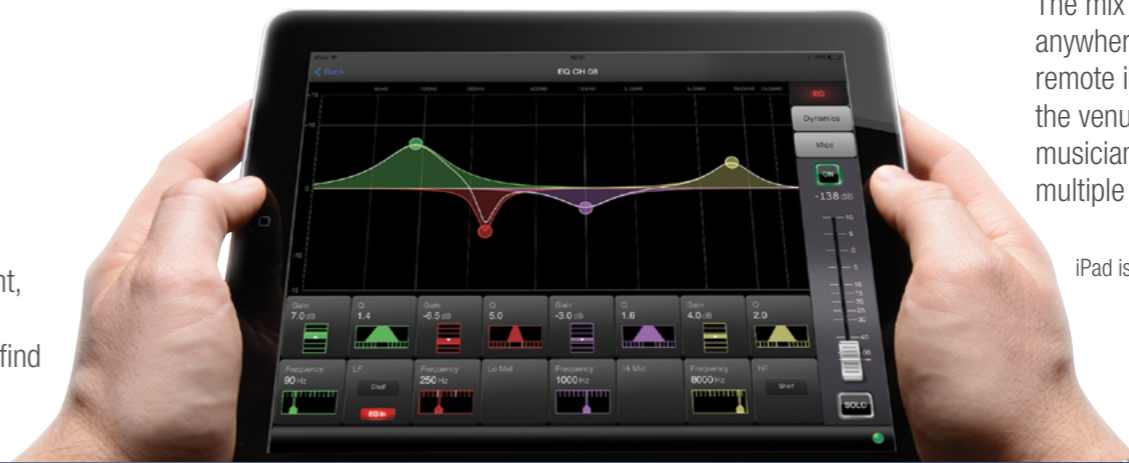 The mix
anywher
remote i
the venu
musician
multiple
iPad is
nt,
find
iPad
Back
EQ CH 08
EQ
Dynamics
Misc
ON
-138 dB
SOLO
Gain
7.0 dB
Q
1.4
Gain
-6.5 dB
Q
5.0
Gain
-3.0 dB
Q
1.6
Gain
4.0 dB
Q
2.0
Frequency
90 Hz
LF
Shelf
EQ In
Frequency
250 Hz
Lo Mid
Frequency
1000 Hz
Hi Mid
Frequency
8000 Hz
HF
Shelf